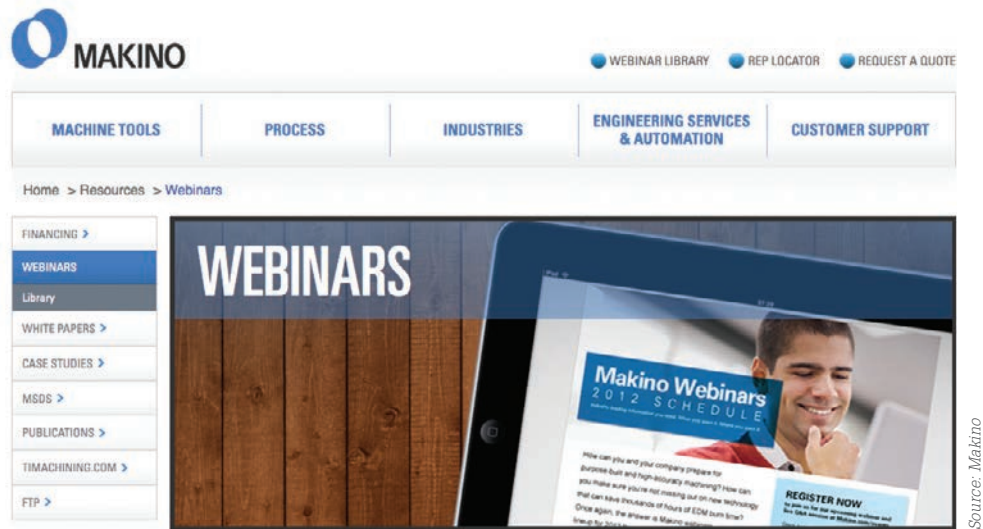 MAKINO
WEBINAR LIBRARY REP LOCATOR REQUEST A QUOTE
MACHINE TOOLS PROCESS INDUSTRIES ENGINEERING SERVICES & AUTOMATION CUSTOMER SUPPORT
Home > Resources > Webinars
FINANCING >
WEBINARS
Library
WHITE PAPERS >
CASE STUDIES >
MSDS >
PUBLICATIONS >
TIMACHINING.COM >
FTP >
WEBINARS
iPad
Makino Webinars
2012 SCHEDULE
How can you and your company prepare for
purpose-built and high-accuracy machining? How can
you make sure you're not missing out on new technology
that can save thousands of hours of EDM burn time?
Once again, the answer is Makino webinars
REGISTER NOW
Source: Makino